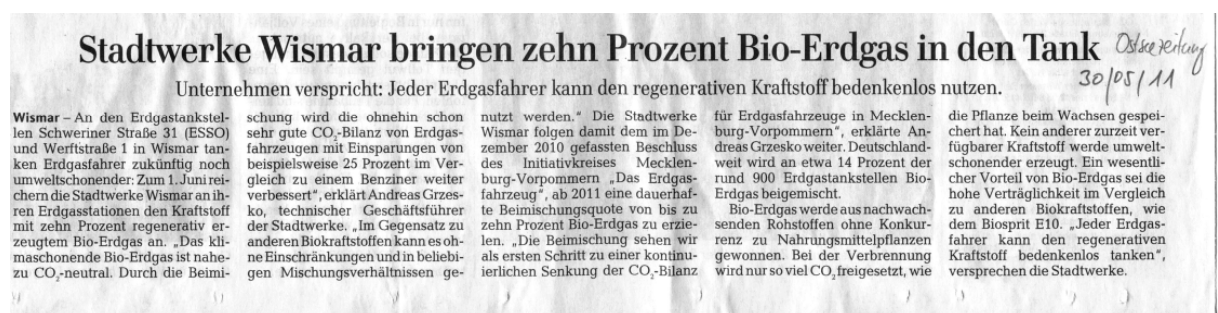 Stadtwerke Wismar bringen zehn Prozent Bio-Erdgas in den Tank
Ostseezeitung
30/05/11
Unternehmen verspricht: Jeder Erdgasfahrer kann den regenerativen Kraftstoff bedenkenlos nutzen.
Wismar – An den Erdgastankstel-
len Schweriner Straße 31 (ESSO)
und Werftstraße 1 in Wismar tan-
ken Erdgasfahrer zukünftig noch
umweltschonender: Zum 1. Juni rei-
chern die Stadtwerke Wismar an ih-
ren Erdgasstationen den Kraftstoff
mit zehn Prozent regenerativ er-
zeugtem Bio-Erdgas an. „Das kli-
maschonende Bio-Erdgas ist nahe-
zu CO₂-neutral. Durch die Beimi-
schung wird die ohnehin schon
sehr gute CO₂-Bilanz von Erdgas-
fahrzeugen mit Einsparungen von
beispielsweise 25 Prozent im Ver-
gleich zu einem Benziner weiter
verbessert“, erklärt Andreas Grzes-
ko, technischer Geschäftsführer
der Stadtwerke. „Im Gegensatz zu
anderen Biokraftstoffen kann es oh-
ne Einschränkungen und in beliebi-
gen Mischungsverhältnissen ge-
nutzt werden.“ Die Stadtwerke
Wismar folgen damit dem im De-
zember 2010 gefassten Beschluss
des Initiativkreises Mecklen-
burg-Vorpommern „Das Erdgas-
fahrzeug“, ab 2011 eine dauerhaf-
te Beimischungsquote von bis zu
zehn Prozent Bio-Erdgas zu erzie-
len. „Die Beimischung sehen wir
als ersten Schritt zu einer kontinu-
ierlichen Senkung der CO₂-Bilanz
für Erdgasfahrzeuge in Mecklen-
burg-Vorpommern“, erklärte An-
dreas Grzesko weiter. Deutschland-
weit wird an etwa 14 Prozent der
rund 900 Erdgastankstellen Bio-
Erdgas beigemischt.
Bio-Erdgas werde aus nachwach-
senden Rohstoffen ohne Konkur-
renz zu Nahrungsmittelpflanzen
gewonnen. Bei der Verbrennung
wird nur so viel CO₂ freigesetzt, wie
die Pflanze beim Wachsen gespei-
chert hat. Kein anderer zurzeit ver-
fügbarer Kraftstoff werde umwelt-
schonender erzeugt. Ein wesentli-
cher Vorteil von Bio-Erdgas sei die
hohe Verträglichkeit im Vergleich
zu anderen Biokraftstoffen, wie
dem Biosprit E10. „Jeder Erdgas-
fahrer kann den regenerativen
Kraftstoff bedenkenlos tanken“,
versprechen die Stadtwerke.